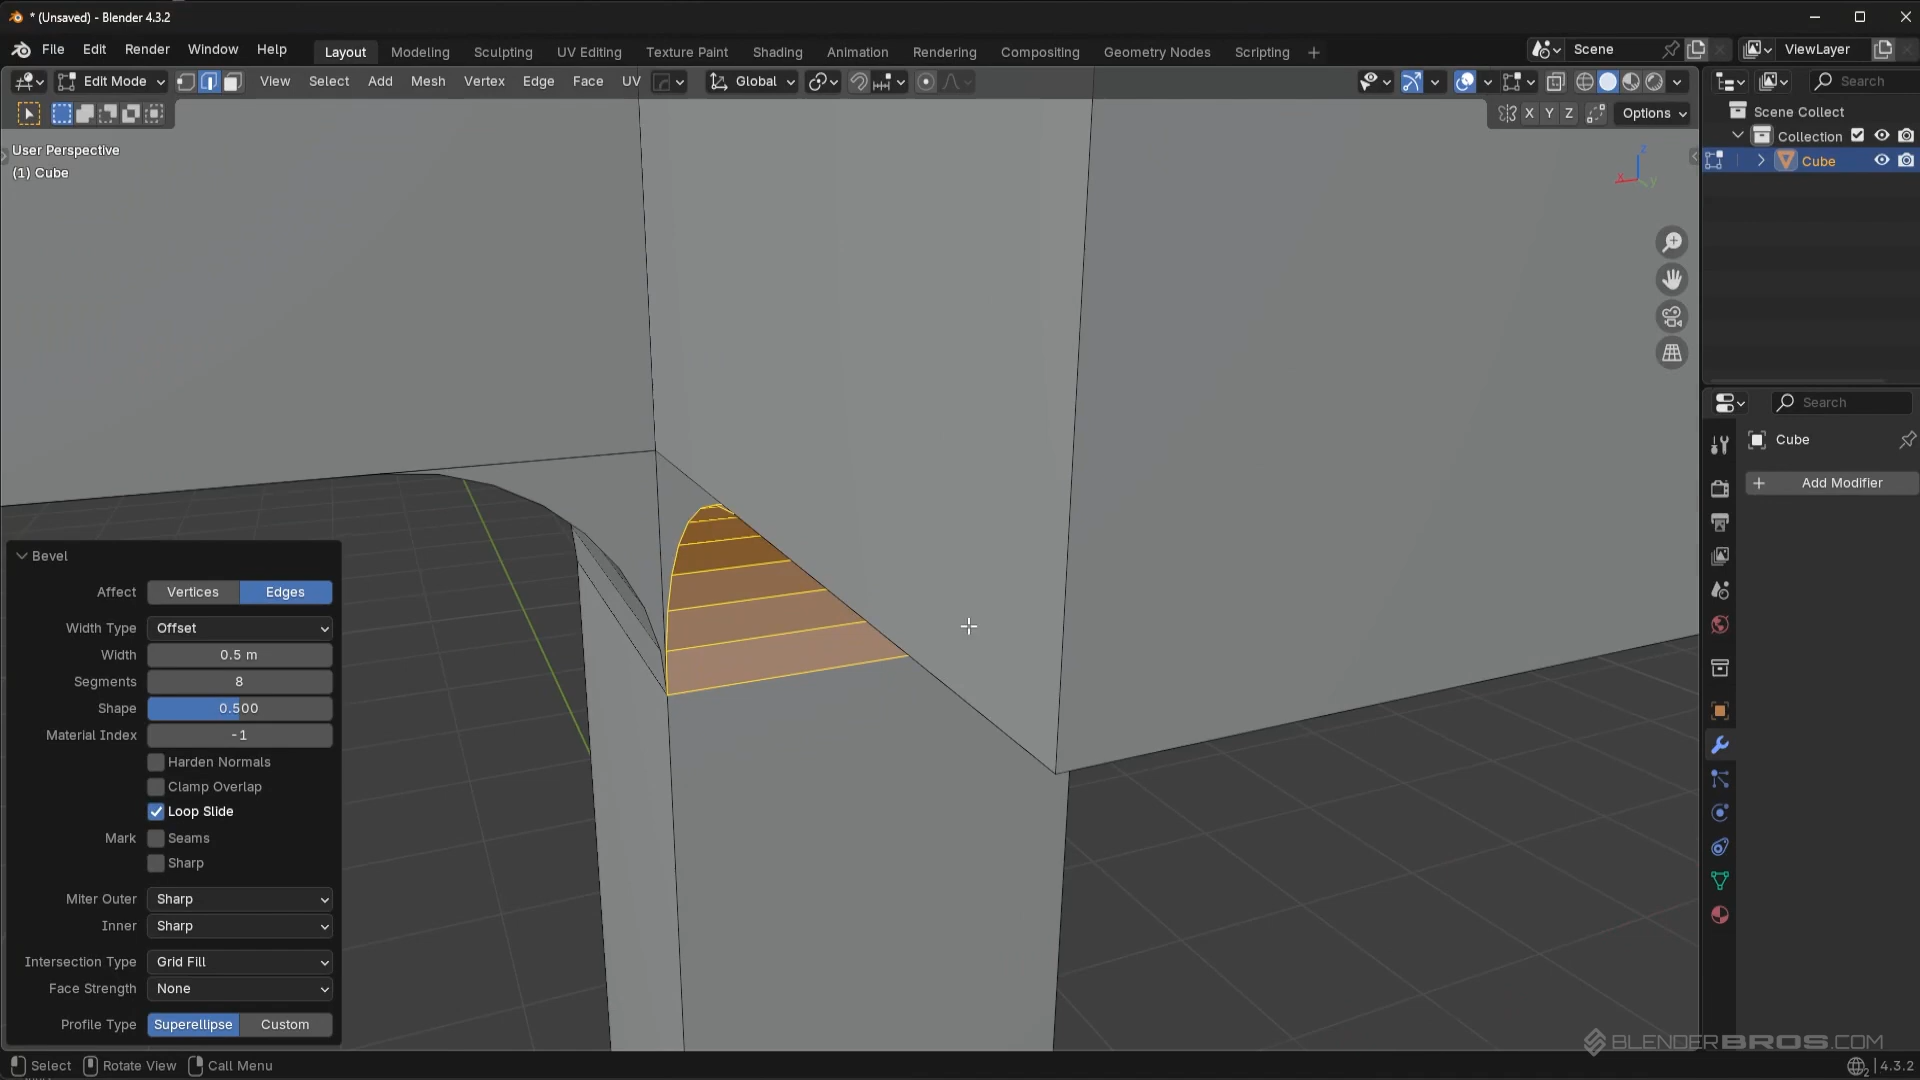 * (Unsaved) - Blender 4.3.2
File Edit Render Window Help Layout Modeling Sculpting UV Editing Texture Paint Shading Animation Rendering Compositing Geometry Nodes Scripting + Scene ViewLayer
Edit Mode View Select Add Mesh Vertex Edge Face UV Global Search
X Y Z Options
User Perspective
(1) Cube
Scene Collect
Collection
Cube
Z
X
Y
Search
Cube
+ Add Modifier
Bevel
Affect Vertices Edges
Width Type Offset
Width 0.5 m
Segments 8
Shape 0.500
Material Index -1
Harden Normals
Clamp Overlap
Loop Slide
Mark Seams
Sharp
Miter Outer Sharp
Inner Sharp
Intersection Type Grid Fill
Face Strength None
Profile Type Superellipse Custom
BLENDERBROS.COM
Select Rotate View Call Menu 2 4.3.2